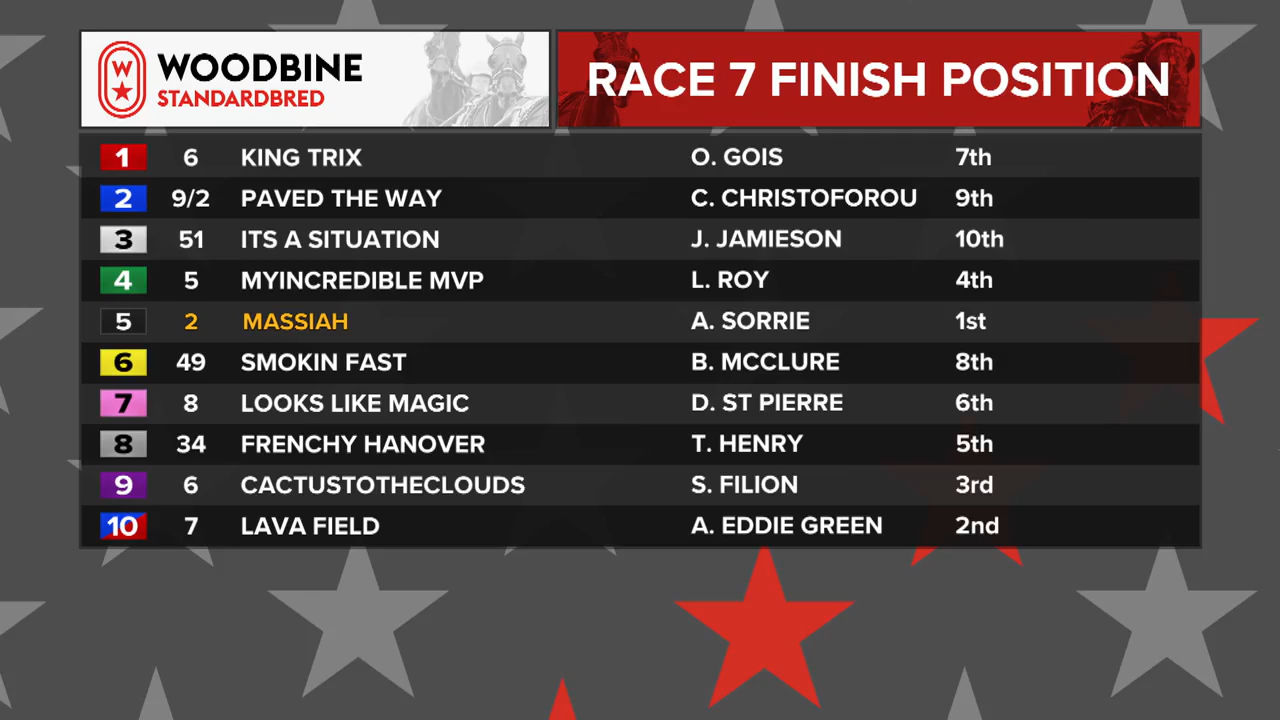 W
WOODBINE
STANDARDBRED
RACE 7 FINISH POSITION
1 6 KING TRIX O. GOIS 7th
2 9/2 PAVED THE WAY C. CHRISTOFOROU 9th
3 51 ITS A SITUATION J. JAMIESON 10th
4 5 MYINCREDIBLE MVP L. ROY 4th
5 2 MASSIAH A. SORRIE 1st
6 49 SMOKIN FAST B. MCCLURE 8th
7 8 LOOKS LIKE MAGIC D. ST PIERRE 6th
8 34 FRENCHY HANOVER T. HENRY 5th
9 6 CACTUSTOTHECLOUDS S. FILION 3rd
10 7 LAVA FIELD A. EDDIE GREEN 2nd